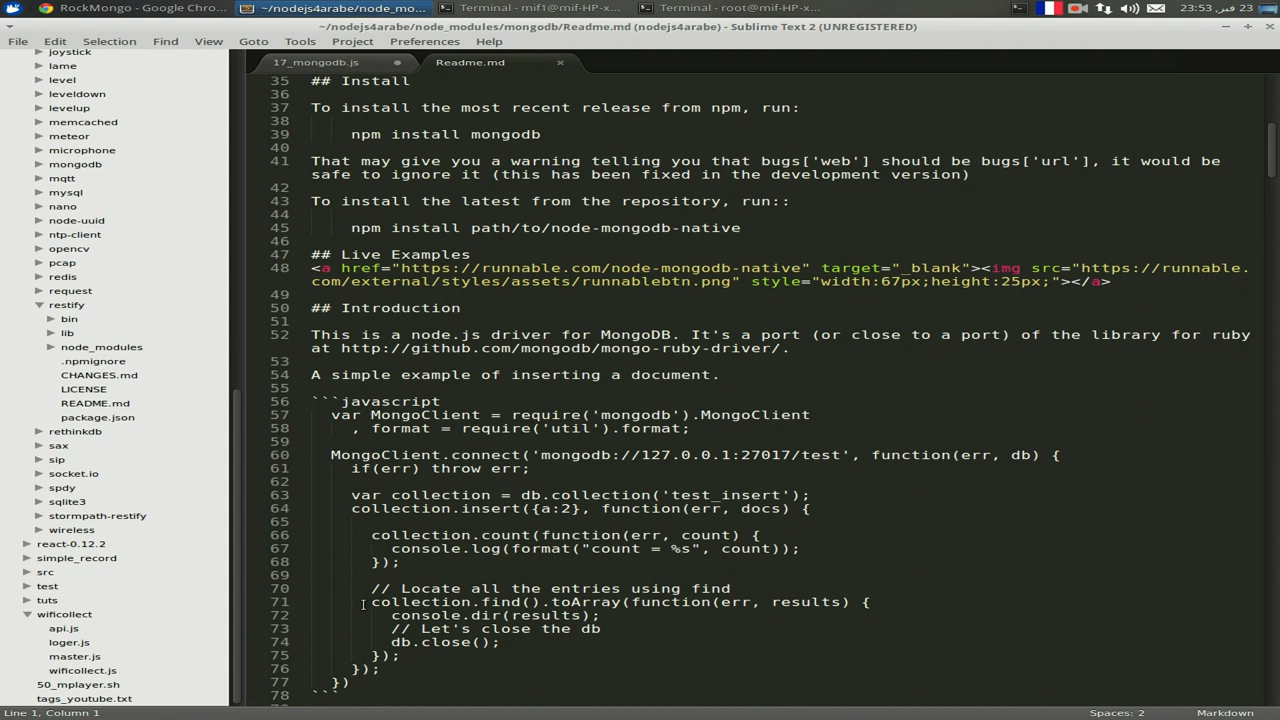 RockMongo - Google Chro...
~/nodejs4arabe/node_mo...
Terminal - mif1@mif-HP-x...
Terminal - root@mif-HP-x...
23:53 ,23 فبر
~/nodejs4arabe/node_modules/mongodb/Readme.md (nodejs4arabe) - Sublime Text 2 (UNREGISTERED)
File Edit Selection Find View Goto Tools Project Preferences Help
joystick
lame
level
leveldown
levelup
memcached
meteor
microphone
mongodb
mqtt
mysql
nano
node-uuid
ntp-client
opencv
pcap
redis
request
restify
bin
lib
node_modules
.npmignore
CHANGES.md
LICENSE
README.md
package.json
rethinkdb
sax
sip
socket.io
spdy
sqlite3
stormpath-restify
wireless
react-0.12.2
simple_record
src
test
tuts
wificollect
api.js
loger.js
master.js
wificollect.js
50_mplayer.sh
tags_youtube.txt
17_mongodb.js
Readme.md
35 ## Install
36
37 To install the most recent release from npm, run:
38
39 npm install mongodb
40
41 That may give you a warning telling you that bugs['web'] should be bugs['url'], it would be
safe to ignore it (this has been fixed in the development version)
42
43 To install the latest from the repository, run::
44
45 npm install path/to/node-mongodb-native
46
47 ## Live Examples
48 <a href="https://runnable.com/node-mongodb-native" target="_blank"><img src="https://runnable.
com/external/styles/assets/runnablebtn.png" style="width:67px;height:25px;"></a>
49
50 ## Introduction
51
52 This is a node.js driver for MongoDB. It's a port (or close to a port) of the library for ruby
at http://github.com/mongodb/mongo-ruby-driver/.
53
54 A simple example of inserting a document.
55
56 ```javascript
57 var MongoClient = require('mongodb').MongoClient
58 , format = require('util').format;
59
60 MongoClient.connect('mongodb://127.0.0.1:27017/test', function(err, db) {
61 if(err) throw err;
62
63 var collection = db.collection('test_insert');
64 collection.insert({a:2}, function(err, docs) {
65
66 collection.count(function(err, count) {
67 console.log(format("count = %s", count));
68 });
69
70 // Locate all the entries using find
71 collection.find().toArray(function(err, results) {
72 console.dir(results);
73 // Let's close the db
74 db.close();
75 });
76 });
77 })
78 ```
Line 1, Column 1
Spaces: 2
Markdown